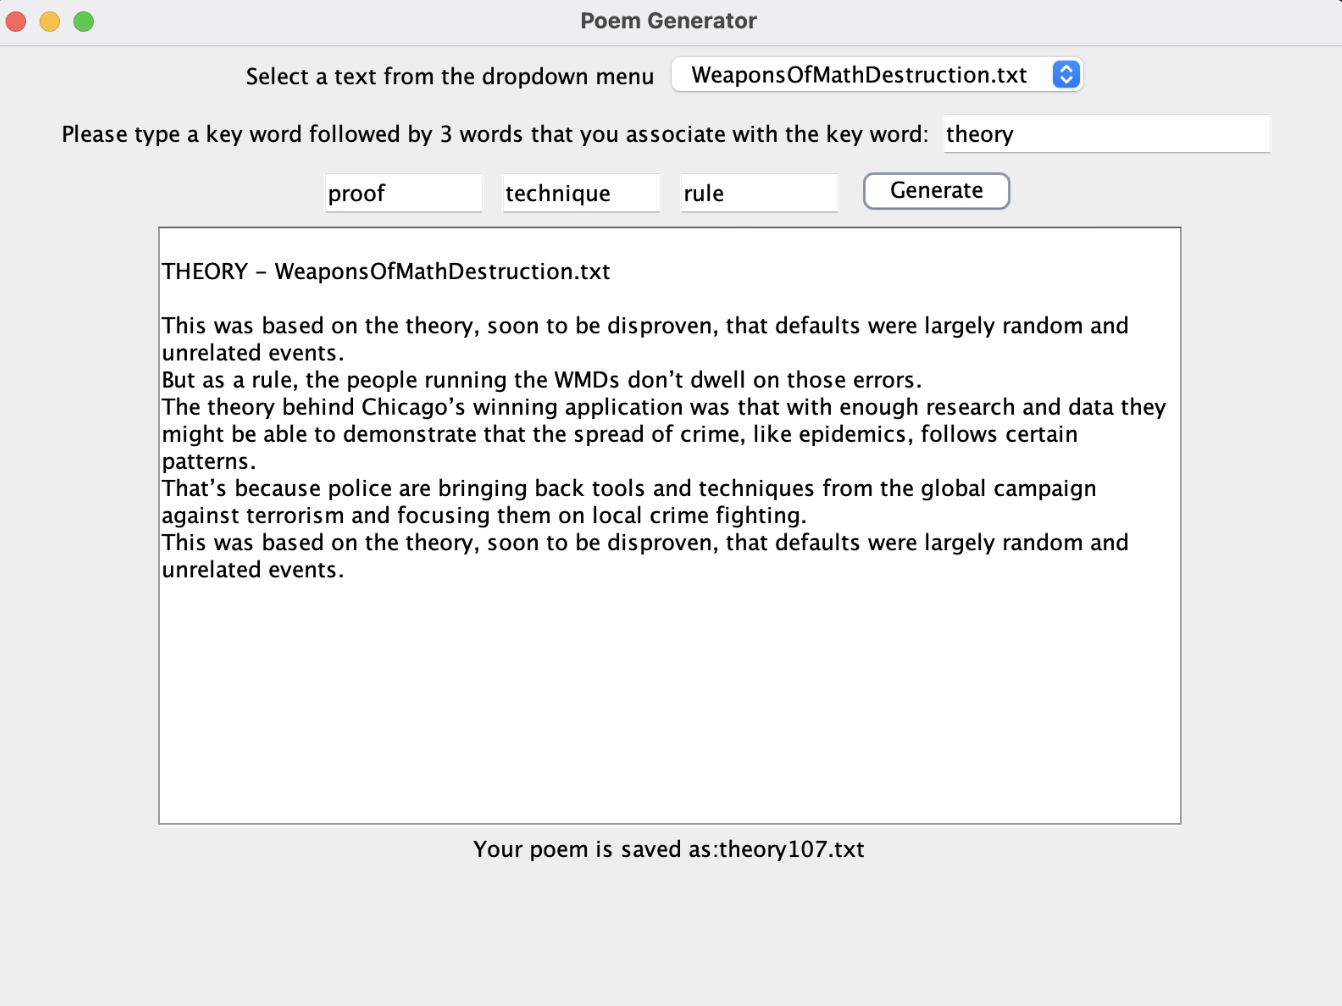 Poem Generator
Select a text from the dropdown menu WeaponsOfMathDestruction.txt
Please type a key word followed by 3 words that you associate with the key word: theory
proof technique rule Generate
THEORY – WeaponsOfMathDestruction.txt
This was based on the theory, soon to be disproven, that defaults were largely random and
unrelated events.
But as a rule, the people running the WMDs don’t dwell on those errors.
The theory behind Chicago’s winning application was that with enough research and data they
might be able to demonstrate that the spread of crime, like epidemics, follows certain
patterns.
That’s because police are bringing back tools and techniques from the global campaign
against terrorism and focusing them on local crime fighting.
This was based on the theory, soon to be disproven, that defaults were largely random and
unrelated events.
Your poem is saved as:theory107.txt